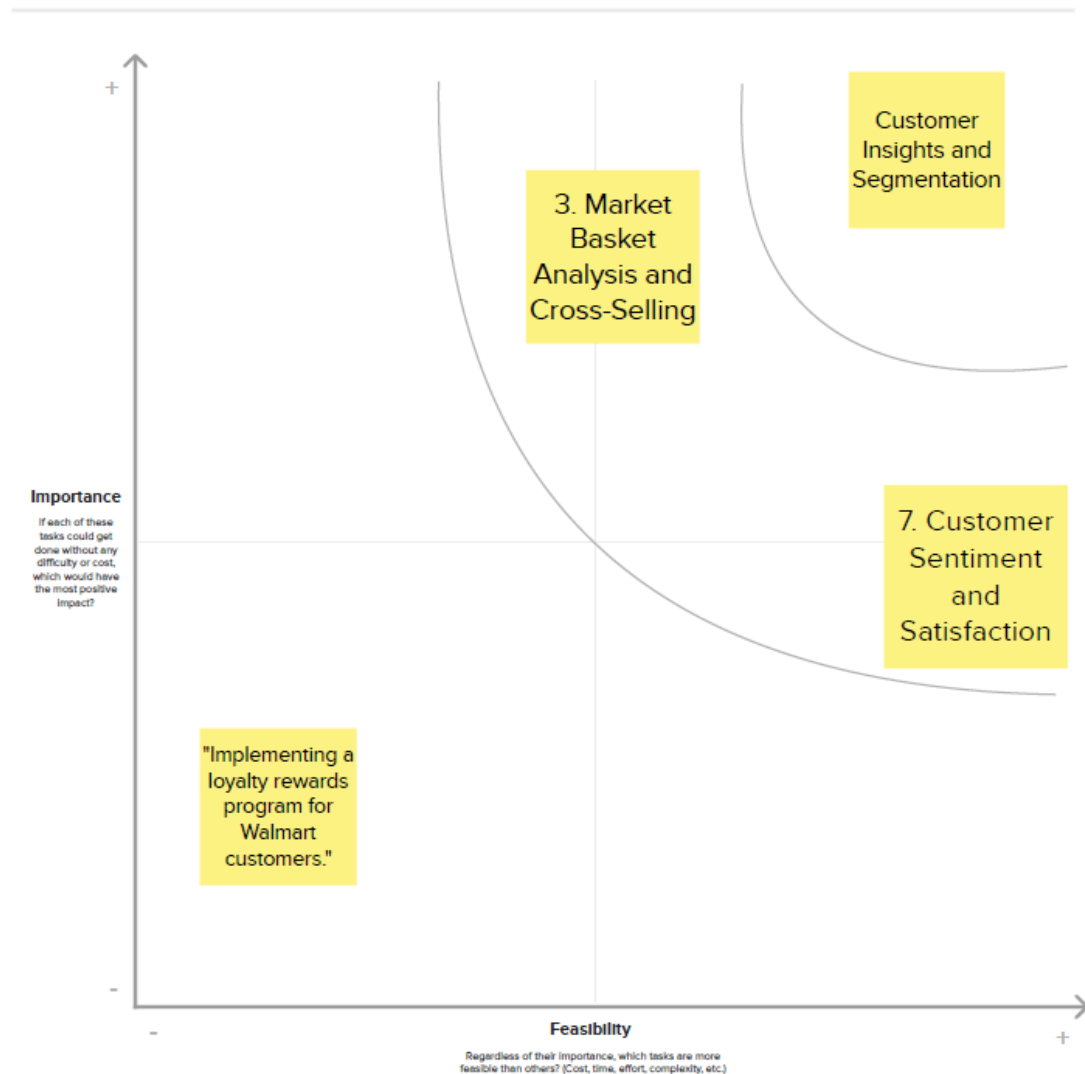 +
Customer
Insights and
Segmentation
3. Market
Basket
Analysis and
Cross-Selling
Importance
If each of these
tasks could get
done without any
difficulty or cost,
which would have
the most positive
impact?
7. Customer
Sentiment
and
Satisfaction
"Implementing a
loyalty rewards
program for
Walmart
customers."
-
-
Feasibility
+
Regardless of their importance, which tasks are more
feasible than others? (Cost, time, effort, complexity, etc.)